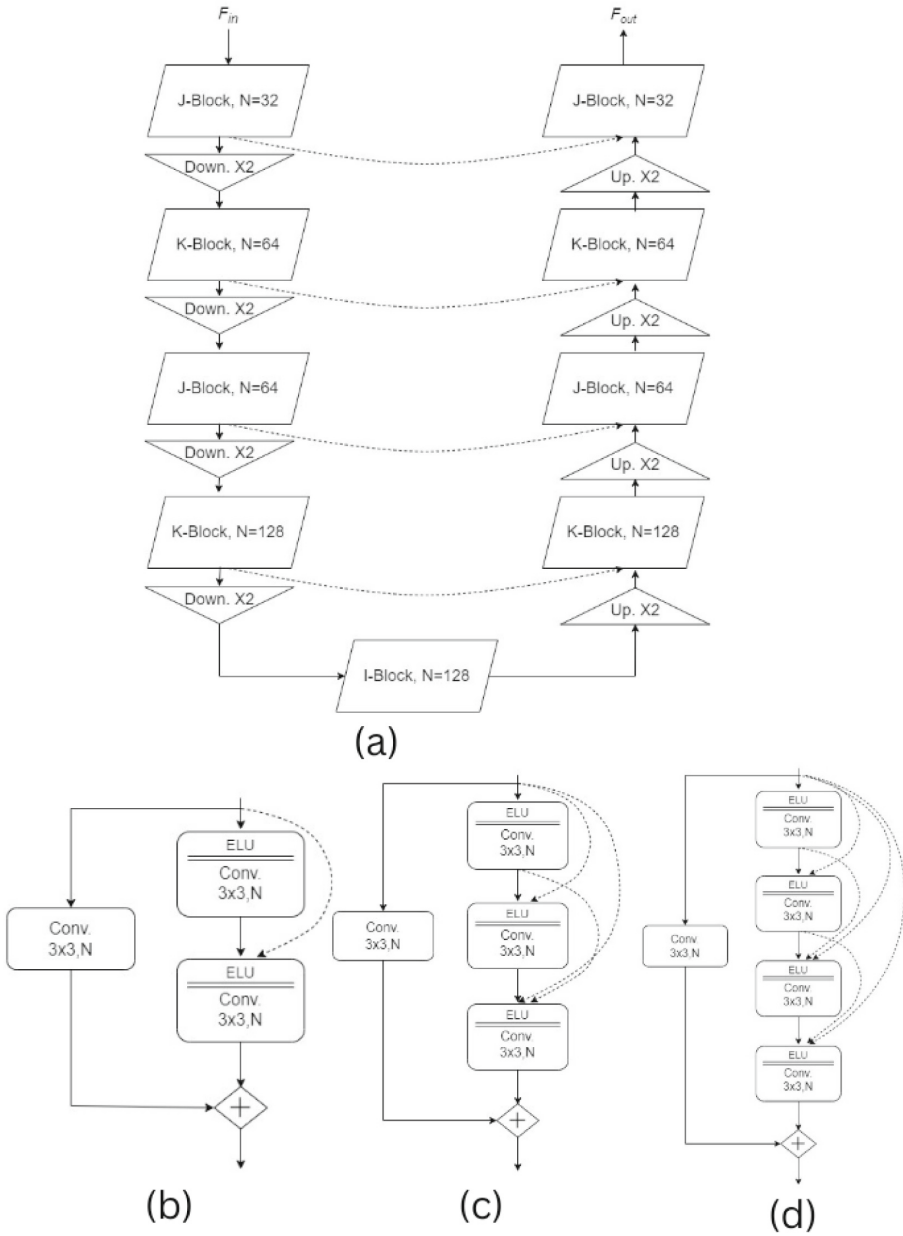 F_in
F_out
J-Block, N=32
J-Block, N=32
Down. X2
Up. X2
K-Block, N=64
K-Block, N=64
Down. X2
Up. X2
J-Block, N=64
J-Block, N=64
Down. X2
Up. X2
K-Block, N=128
K-Block, N=128
Down. X2
Up. X2
I-Block, N=128
(a)
ELU
Conv.
3x3,N
Conv.
3x3,N
ELU
Conv.
3x3,N
+
(b)
ELU
Conv.
3x3,N
Conv.
3x3,N
ELU
Conv.
3x3,N
ELU
Conv.
3x3,N
+
(c)
ELU
Conv.
3x3,N
ELU
Conv.
3x3,N
Conv.
3x3,N
ELU
Conv.
3x3,N
ELU
Conv.
3x3,N
+
(d)